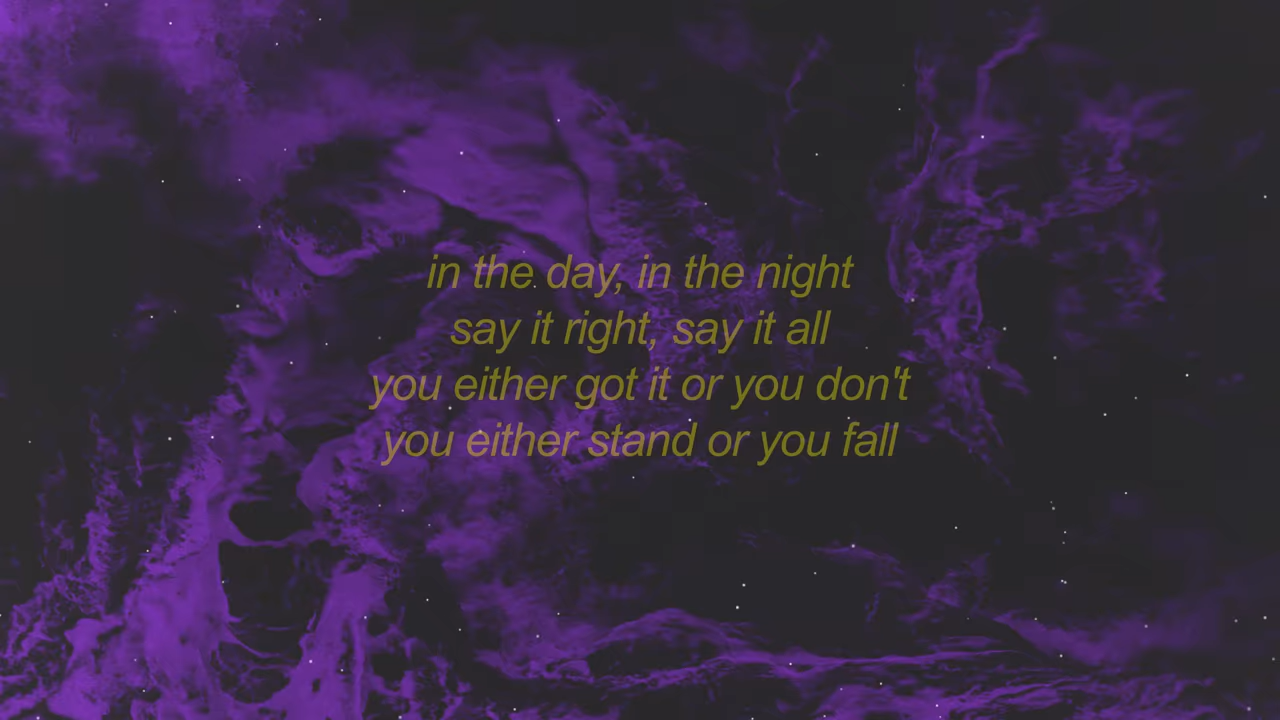 in the day, in the night
say it right, say it all
you either got it or you don't
you either stand or you fall